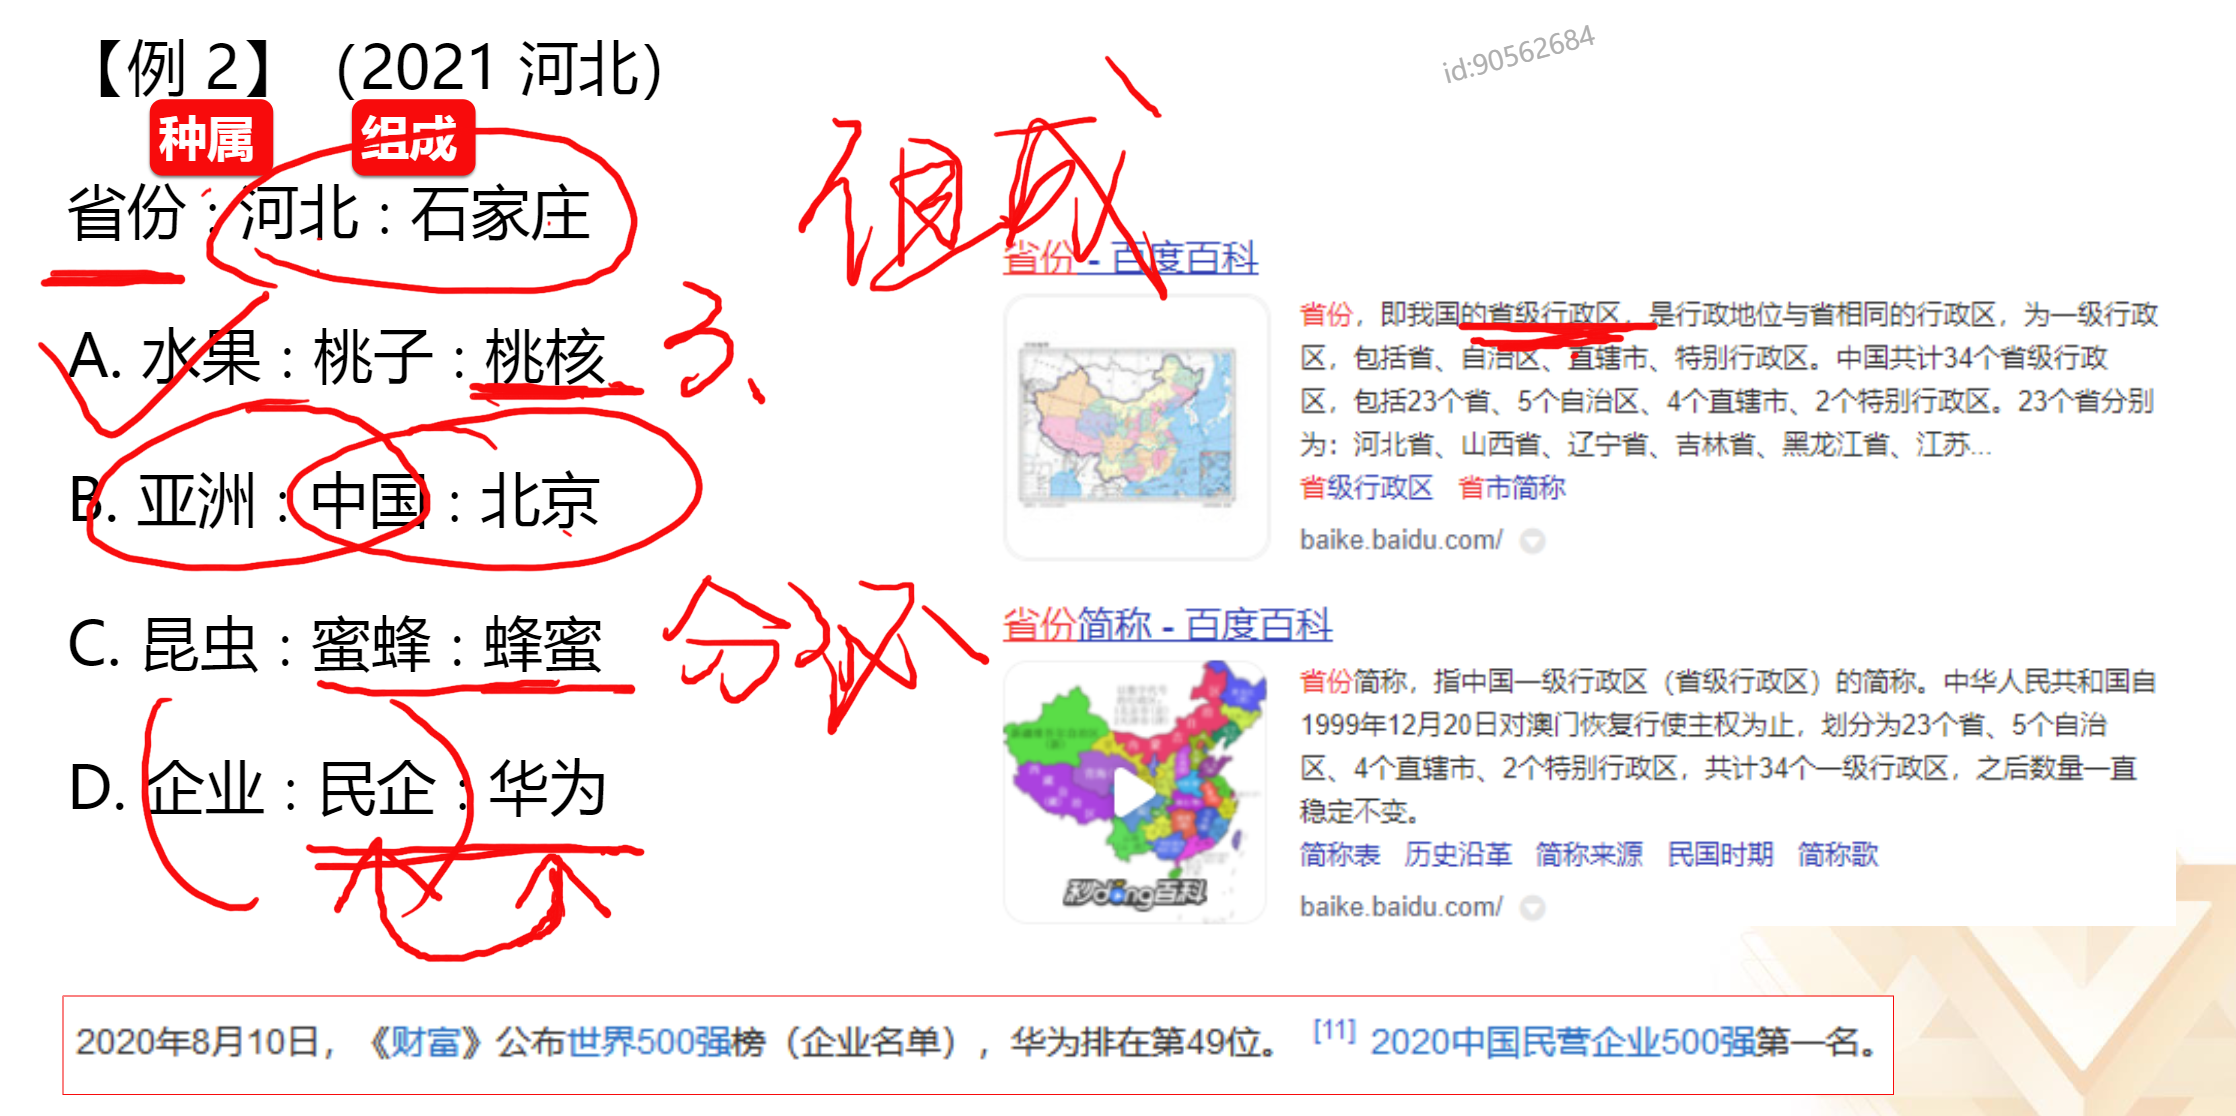 【例 2】（2021 河北）
id:90562684
种属 组成
组成
省份：河北：石家庄
A. 水果：桃子：桃核
B. 亚洲：中国：北京
C. 昆虫：蜜蜂：蜂蜜
D. 企业：民企：华为
省份 - 百度百科
省份，即我国的省级行政区，是行政地位与省相同的行政区，为一级行政
区，包括省、自治区、直辖市、特别行政区。中国共计34个省级行政
区，包括23个省、5个自治区、4个直辖市、2个特别行政区。23个省分别
为：河北省、山西省、辽宁省、吉林省、黑龙江省、江苏...
省级行政区 省市简称
baike.baidu.com/
省份简称 - 百度百科
省份简称，指中国一级行政区（省级行政区）的简称。中华人民共和国自
1999年12月20日对澳门恢复行使主权为止，划分为23个省、5个自治
区、4个直辖市、2个特别行政区，共计34个一级行政区，之后数量一直
稳定不变。
简称表 历史沿革 简称来源 民国时期 简称歌
baike.baidu.com/
秒dong百科
2020年8月10日，《财富》公布世界500强榜（企业名单），华为排在第49位。 [11] 2020中国民营企业500强第一名。